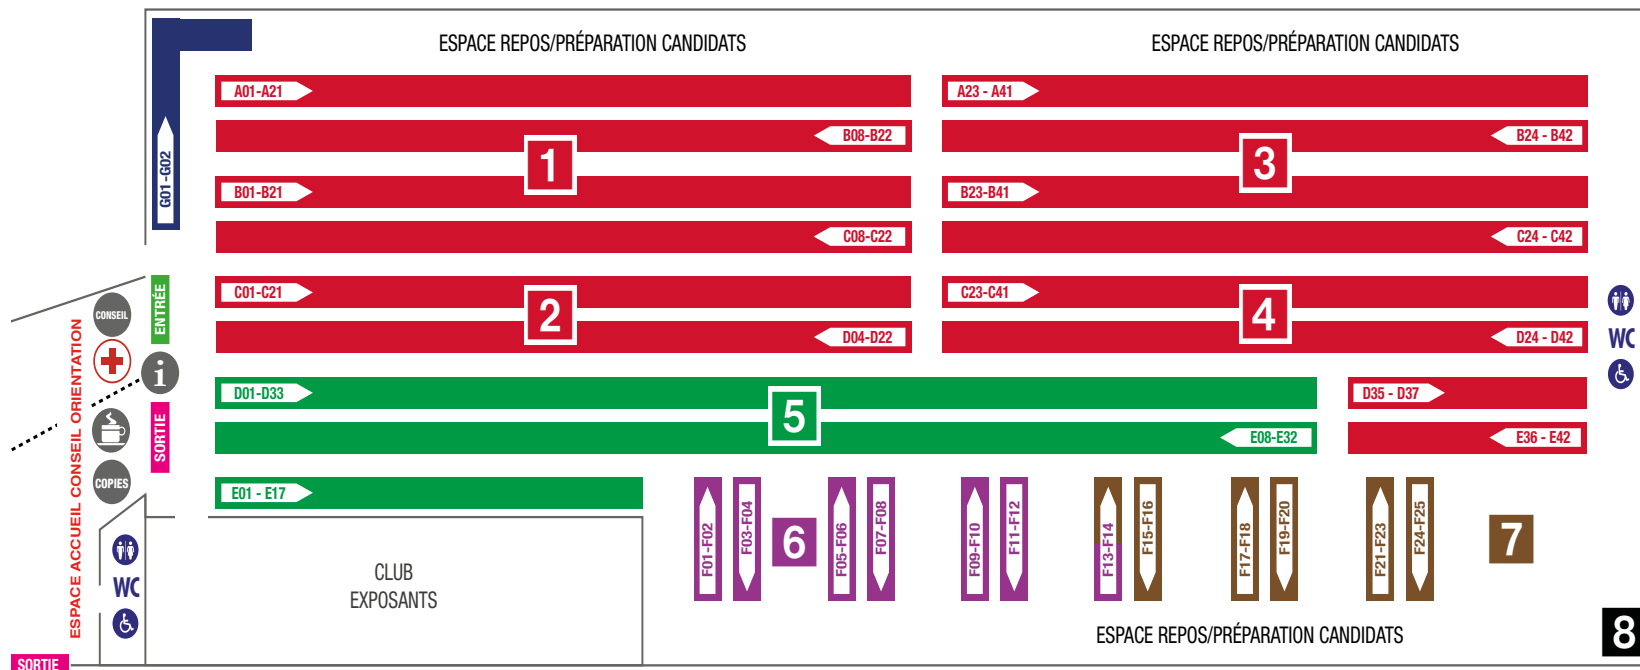 ESPACE REPOS/PRÉPARATION CANDIDATS
ESPACE REPOS/PRÉPARATION CANDIDATS
A01-A21
A23 - A41
B08-B22
B24 - B42
1
3
G01-G02
B01-B21
B23-B41
C08-C22
C24 - C42
C01-C21
C23-C41
2
4
D04-D22
D24 - D42
ENTRÉE
CONSEIL
i
SORTIE
COPIES
ESPACE ACCUEIL CONSEIL ORIENTATION
WC
D01-D33
D35 - D37
5
E08-E32
E36 - E42
E01 - E17
F01-F02
F03-F04
6
F05-F06
F07-F08
F09-F10
F11-F12
F13-F14
F15-F16
F17-F18
F19-F20
F21-F23
F24-F25
7
WC
CLUB
EXPOSANTS
ESPACE REPOS/PRÉPARATION CANDIDATS
8
SORTIE